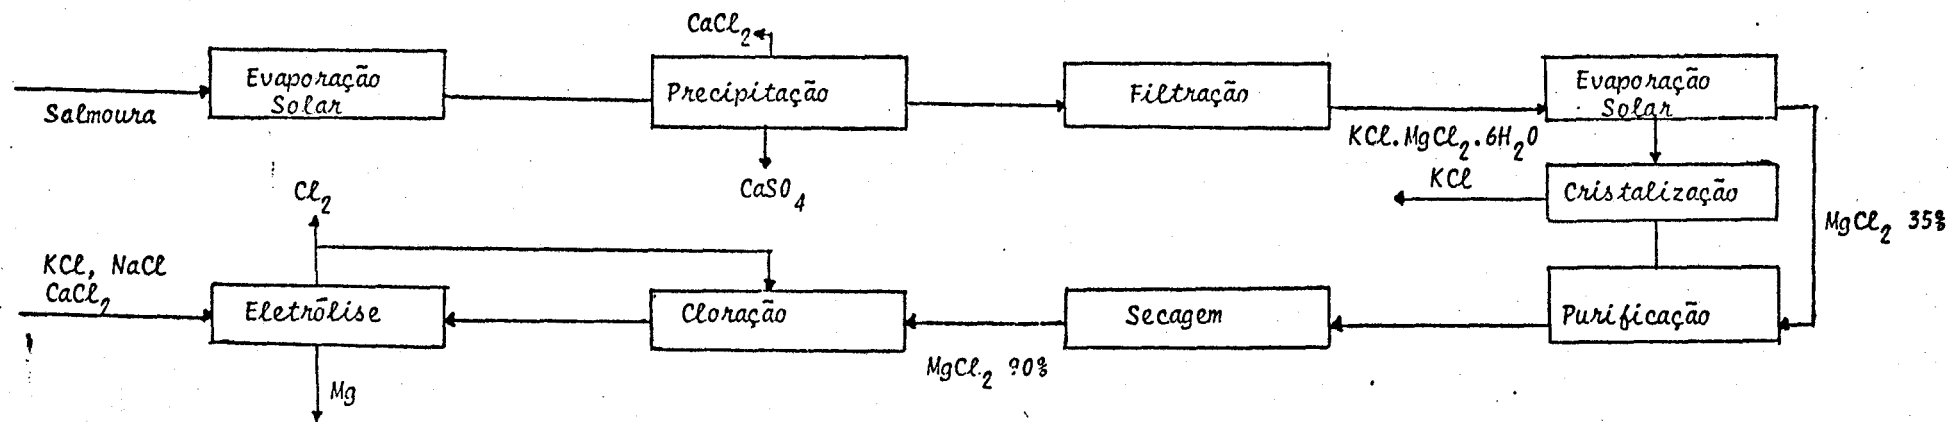 CaCl2
Evaporação
Solar
Precipitação
Filtração
Evaporação
Solar
Salmoura
KCl.MgCl2.6H2O
CaSO4
KCl
Cristalização
MgCl2 35%
Cl2
KCl, NaCl
CaCl2
Eletrólise
Cloração
Secagem
Purificação
MgCl2
Mg